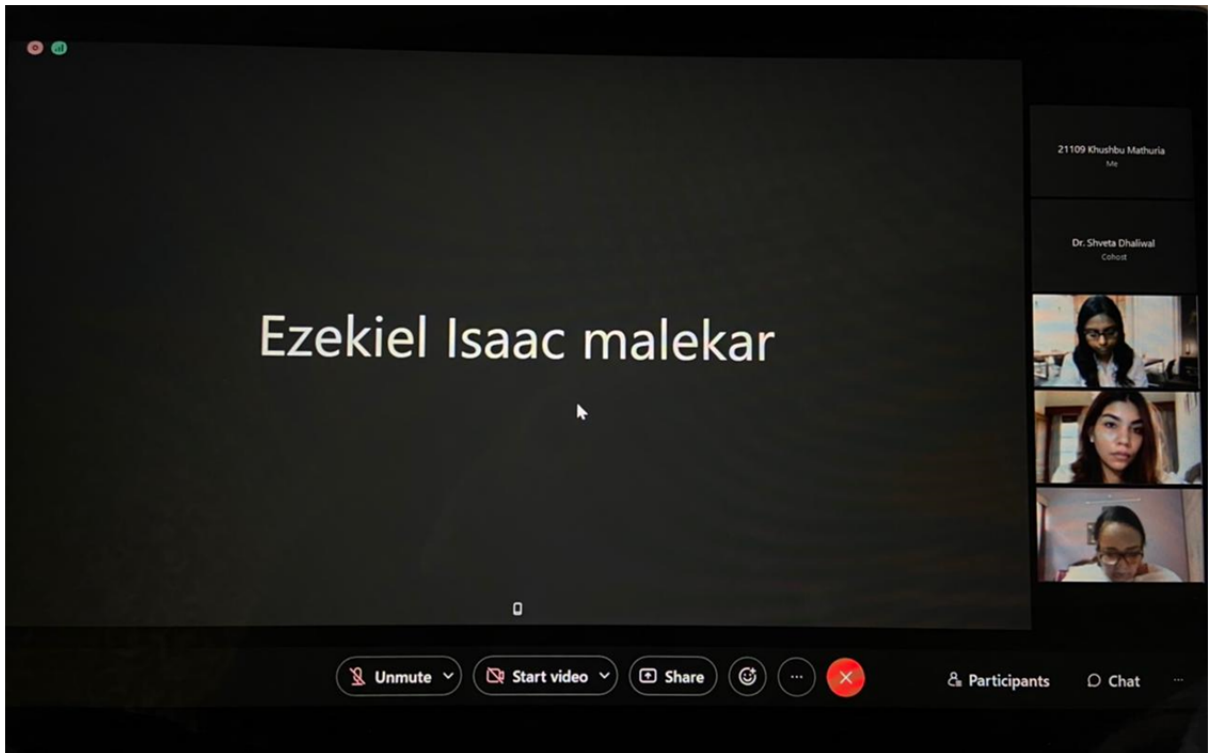 21109 Khushbu Mathuria
Me
Dr. Shveta Dhaliwal
Cohost
Ezekiel Isaac malekar
Unmute
Start video
Share
Participants
Chat